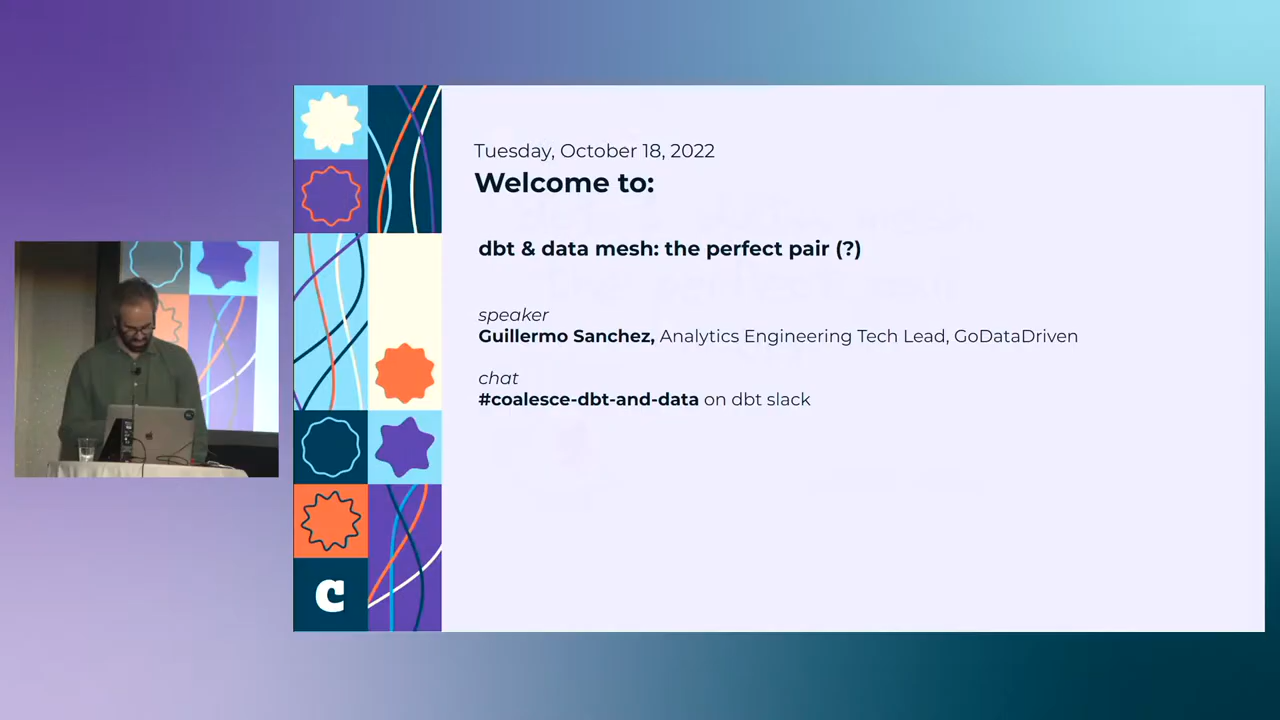 Tuesday, October 18, 2022
Welcome to:
dbt & data mesh: the perfect pair (?)
speaker
Guillermo Sanchez, Analytics Engineering Tech Lead, GoDataDriven
chat
#coalesce-dbt-and-data on dbt slack
c